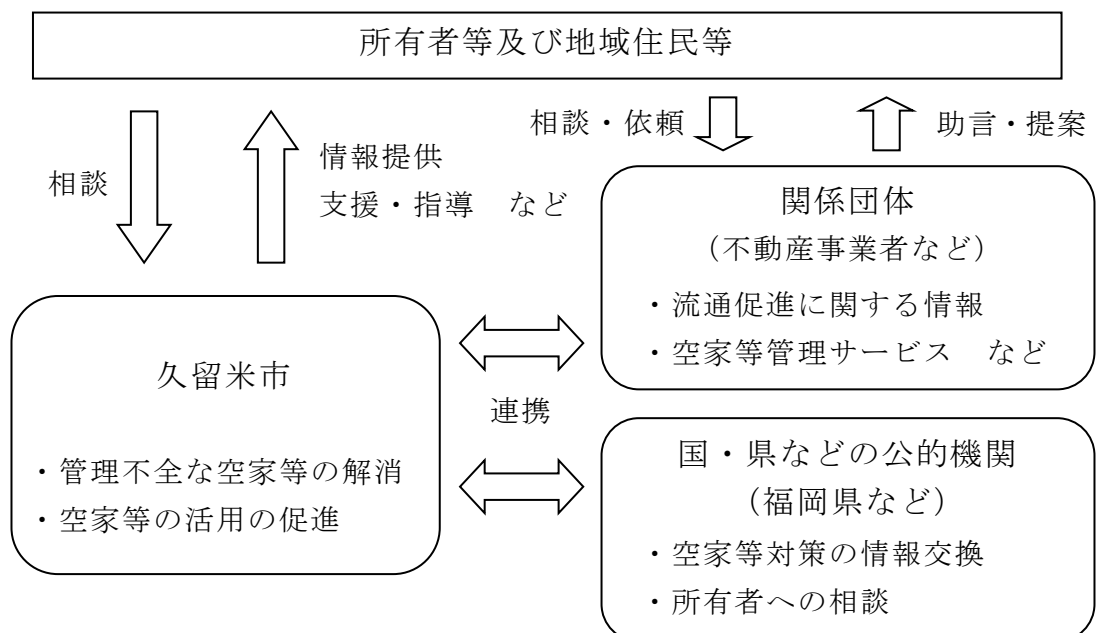 所有者等及び地域住民等
相談
情報提供
支援・指導　など
相談・依頼
助言・提案
関係団体
（不動産事業者など）
・流通促進に関する情報
・空家等管理サービス　など
久留米市
・管理不全な空家等の解消
・空家等の活用の促進
連携
国・県などの公的機関
（福岡県など）
・空家等対策の情報交換
・所有者への相談